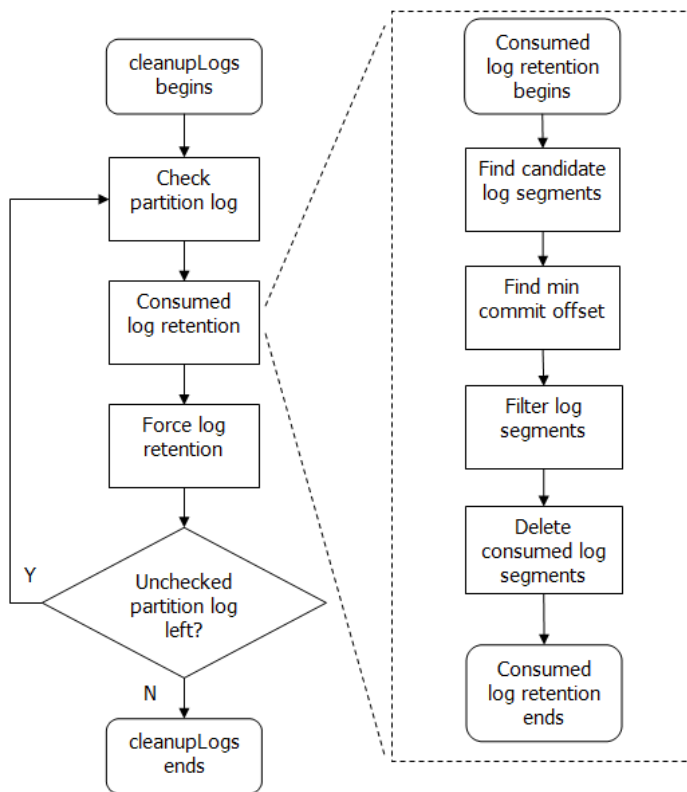 cleanupLogs
begins
Check
partition log
Consumed
log retention
Force log
retention
Y
Unchecked
partition log
left?
N
cleanupLogs
ends
Consumed
log retention
begins
Find candidate
log segments
Find min
commit offset
Filter log
segments
Delete
consumed log
segments
Consumed
log retention
ends